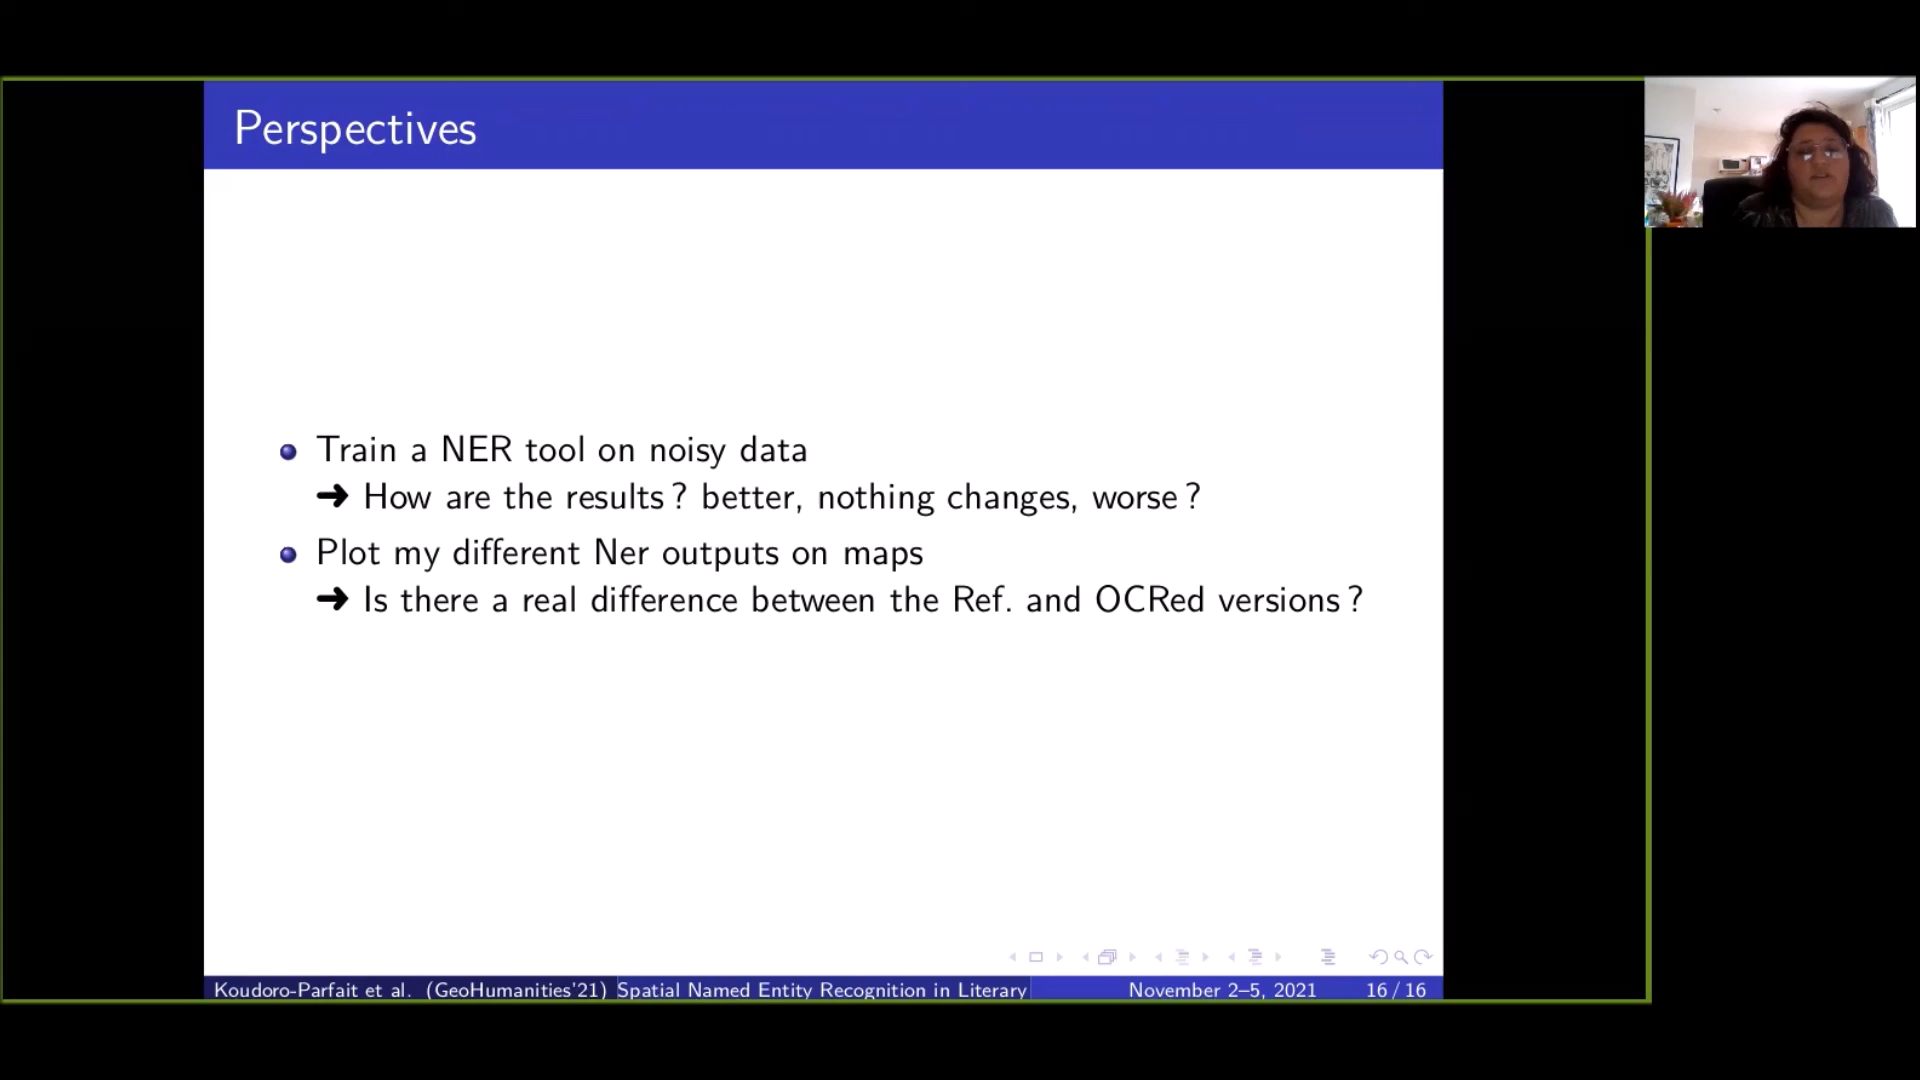 Perspectives
Train a NER tool on noisy data
➜ How are the results ? better, nothing changes, worse ?
Plot my different Ner outputs on maps
➜ Is there a real difference between the Ref. and OCRed versions ?
Koudoro-Parfait et al. (GeoHumanities'21) Spatial Named Entity Recognition in Literary November 2–5, 2021 16 / 16